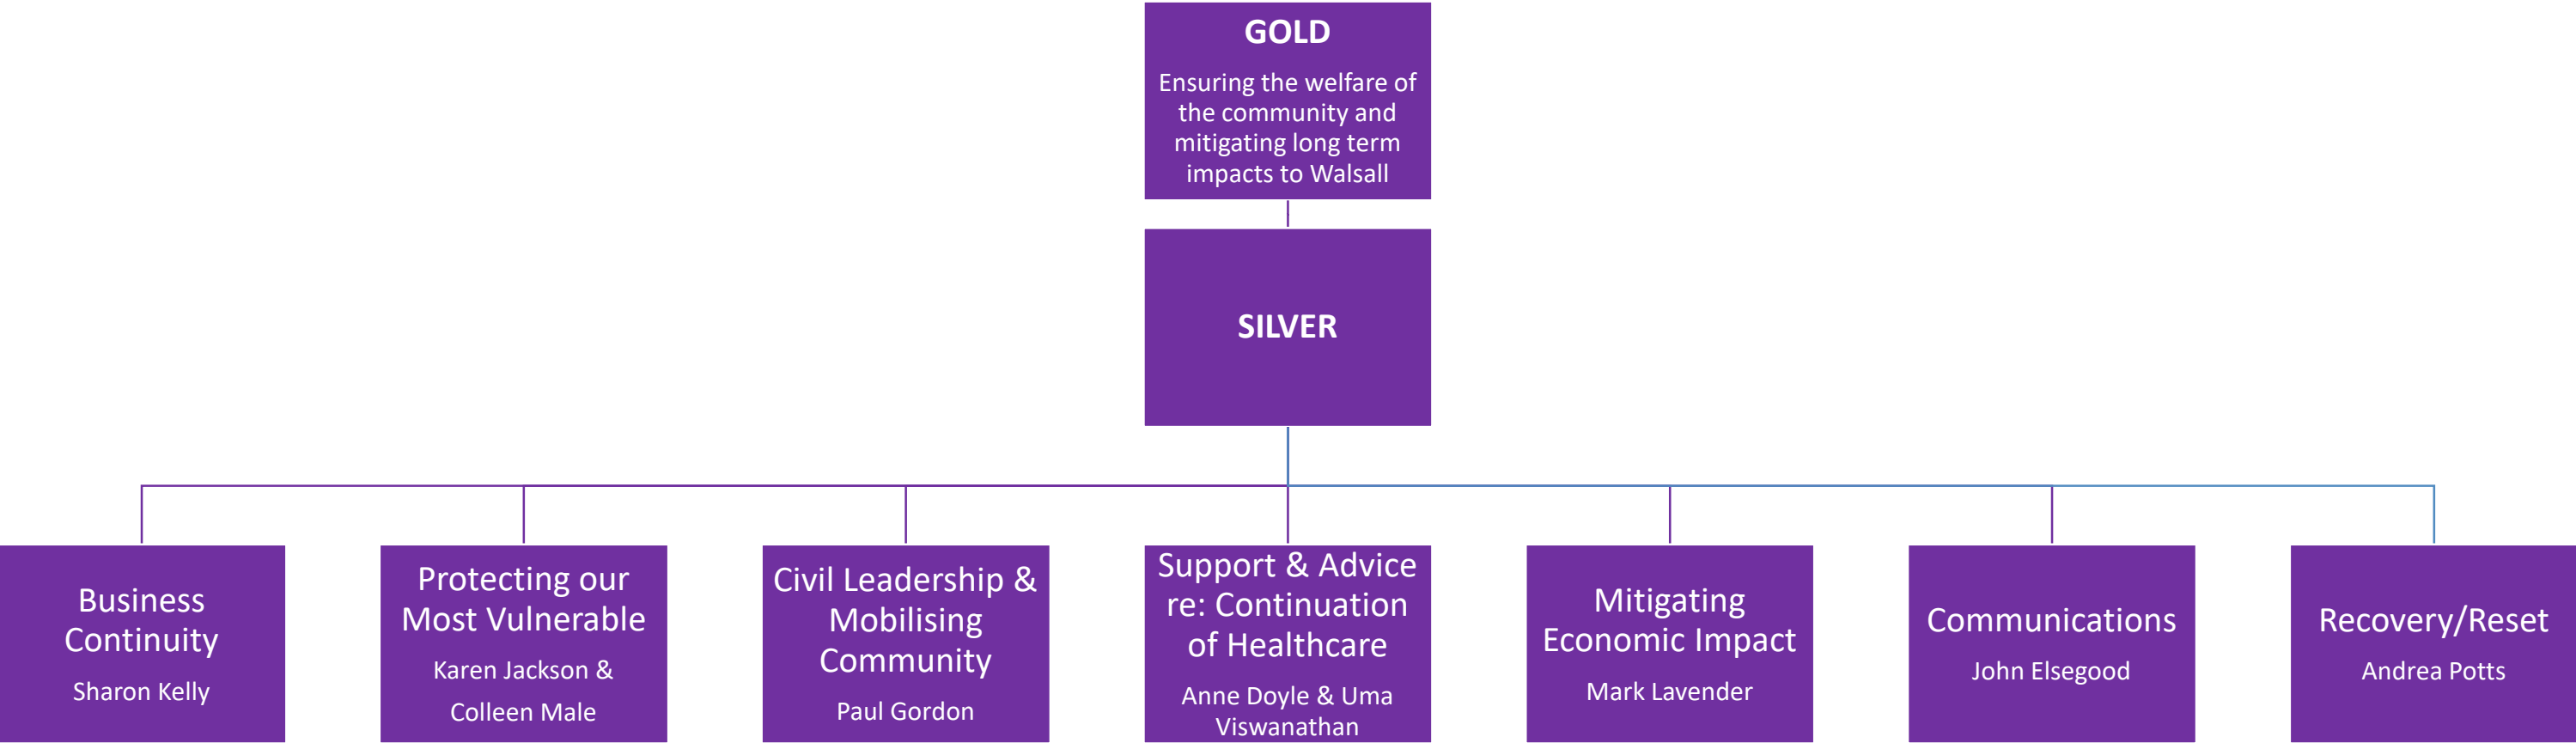 GOLD
Ensuring the welfare of
the community and
mitigating long term
impacts to Walsall
SILVER
Business
Continuity
Sharon Kelly
Protecting our
Most Vulnerable
Karen Jackson &
Colleen Male
Civil Leadership &
Mobilising
Community
Paul Gordon
Support & Advice
re: Continuation
of Healthcare
Anne Doyle & Uma
Viswanathan
Mitigating
Economic Impact
Mark Lavender
Communications
John Elsegood
Recovery/Reset
Andrea Potts